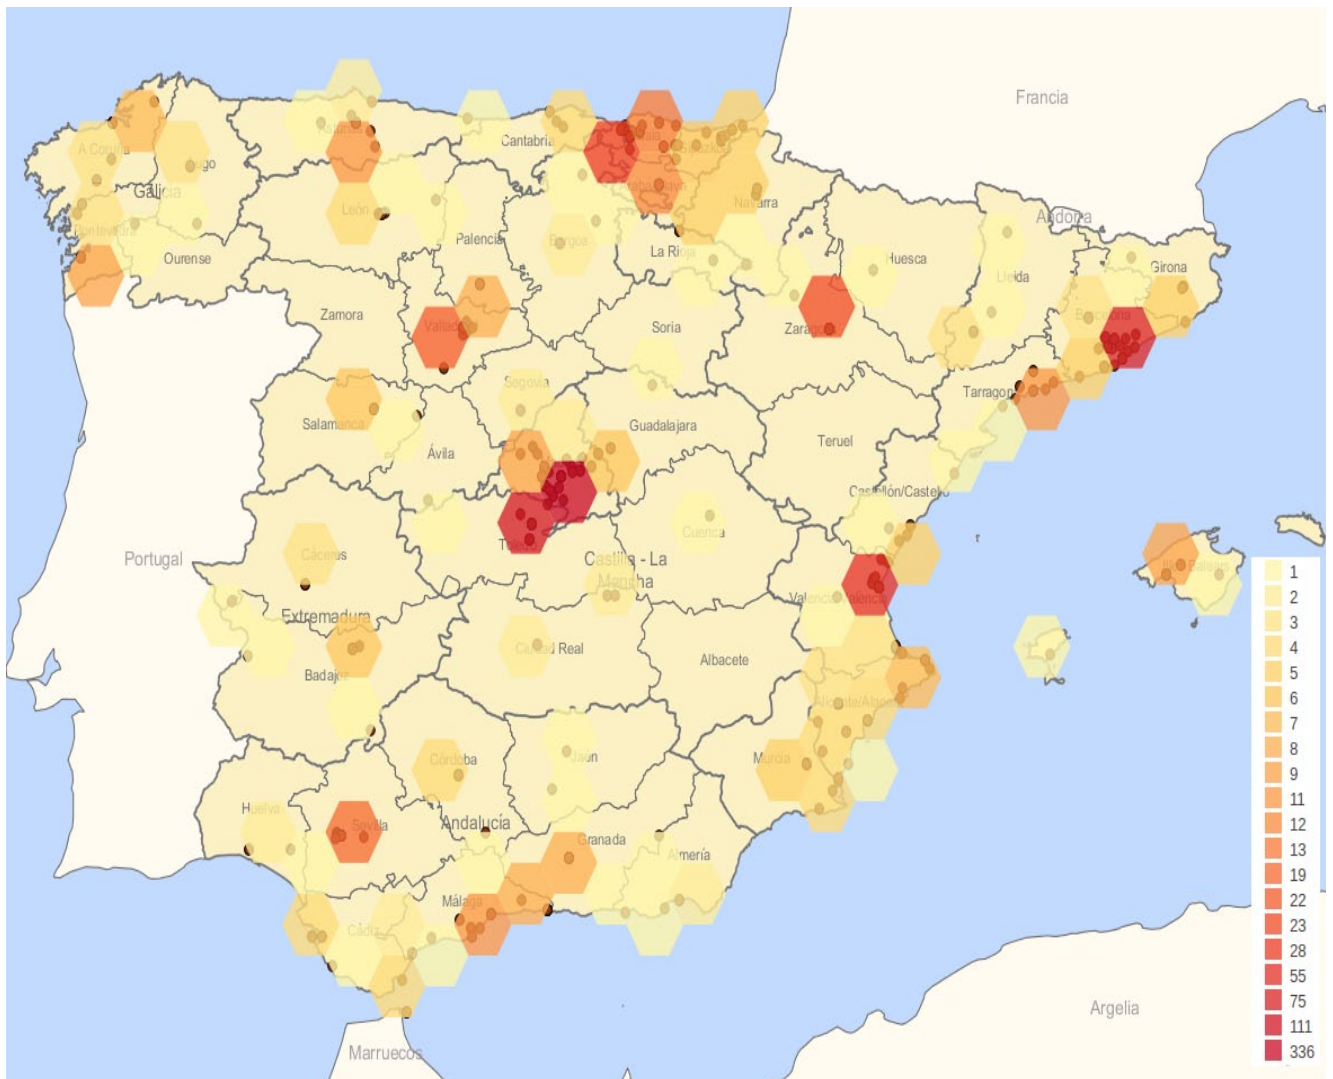 Francia
Cantabria
A Coruña
Lugo
Galicia
Navarra
Andorra
León
Pontevedra
Palencia
Burgos
La Rioja
Ourense
Huesca
Girona
Lleida
Zamora
Soria
Barcelona
Segovia
Tarragona
Salamanca
Guadalajara
Teruel
Ávila
Castellón/Castelló
Cuenca
Portugal
Cáceres
Castilla - La
Mancha
Extremadura
Ciudad Real
Albacete
Badajoz
Murcia
Córdoba
Jaén
Huelva
Sevilla
Andalucía
Granada
Almería
Málaga
Cádiz
Marruecos
Argelia
1
2
3
4
5
6
7
8
9
11
12
13
19
22
23
28
55
75
111
336